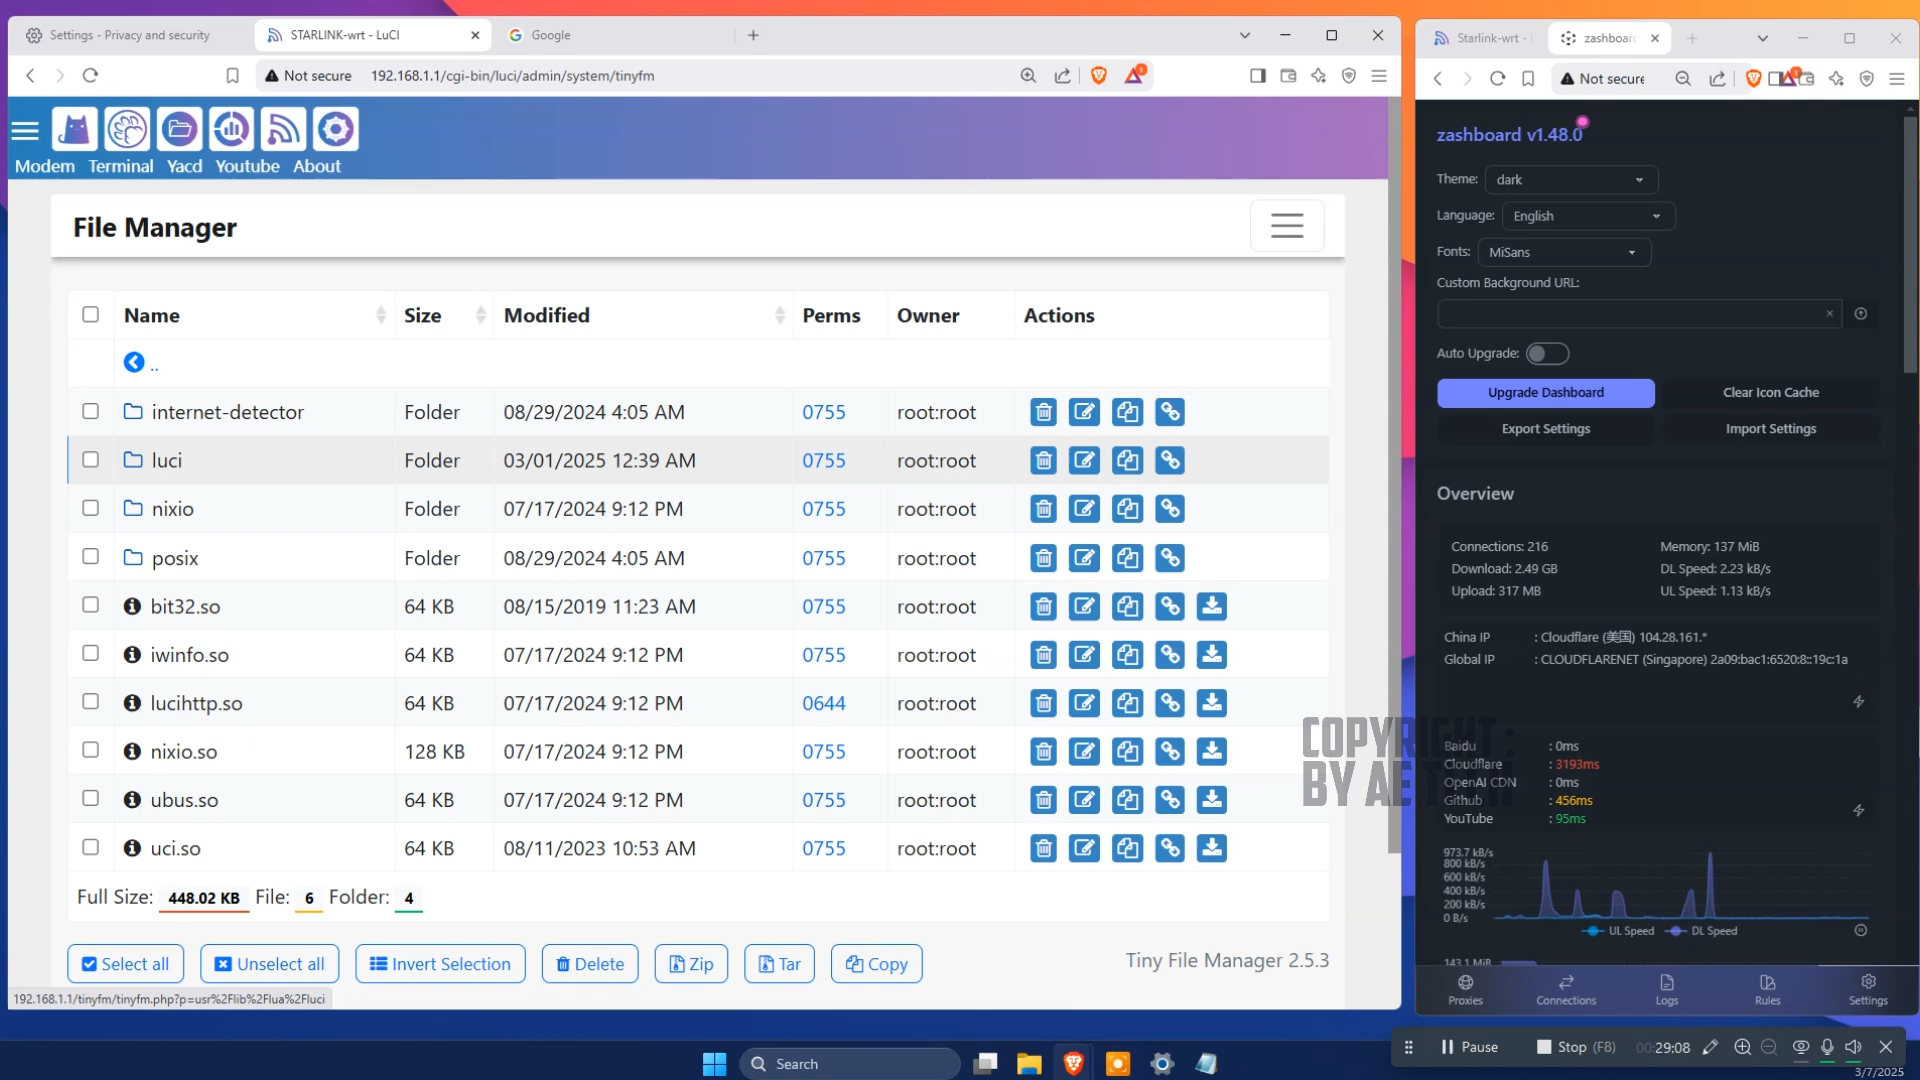 Settings - Privacy and security
STARLINK-wrt - LuCI
Google
Not secure
192.168.1.1/cgi-bin/luci/admin/system/tinyfm
Modem
Terminal
Yacd
Youtube
About
File Manager
Name Size Modified Perms Owner Actions
..
internet-detector Folder 08/29/2024 4:05 AM 0755 root:root
luci Folder 03/01/2025 12:39 AM 0755 root:root
nixio Folder 07/17/2024 9:12 PM 0755 root:root
posix Folder 08/29/2024 4:05 AM 0755 root:root
bit32.so 64 KB 08/15/2019 11:23 AM 0755 root:root
iwinfo.so 64 KB 07/17/2024 9:12 PM 0755 root:root
lucihttp.so 64 KB 07/17/2024 9:12 PM 0644 root:root
nixio.so 128 KB 07/17/2024 9:12 PM 0755 root:root
ubus.so 64 KB 07/17/2024 9:12 PM 0755 root:root
uci.so 64 KB 08/11/2023 10:53 AM 0755 root:root
Full Size: 448.02 KB File: 6 Folder: 4
Select all
Unselect all
Invert Selection
Delete
Zip
Tar
Copy
Tiny File Manager 2.5.3
192.168.1.1/tinyfm/tinyfm.php?p=usr%2Flib%2Flua%2Fluci
Starlink-wrt -
zashboar
Not secure
1
1
zashboard v1.48.0
Theme: dark
Language: English
Fonts: MiSans
Custom Background URL:
Auto Upgrade:
Upgrade Dashboard
Clear Icon Cache
Export Settings
Import Settings
Overview
Connections: 216
Memory: 137 MiB
Download: 2.49 GB
DL Speed: 2.23 kB/s
Upload: 317 MB
UL Speed: 1.13 kB/s
China IP : Cloudflare (美国) 104.28.161.*
Global IP : CLOUDFLARENET (Singapore) 2a09:bac1:6520:8::19c:1a
COPYRIGHT :
Baidu : 0ms
Cloudflare : 3193ms
OpenAI CDN : 0ms
Github : 456ms
YouTube : 95ms
973.7 kB/s
800 kB/s
600 kB/s
400 kB/s
200 kB/s
0 B/s
UL Speed
DL Speed
143.1 MiB
Proxies
Connections
Logs
Rules
Settings
Search
Pause
Stop (F8)
00:29:08
3/7/2025